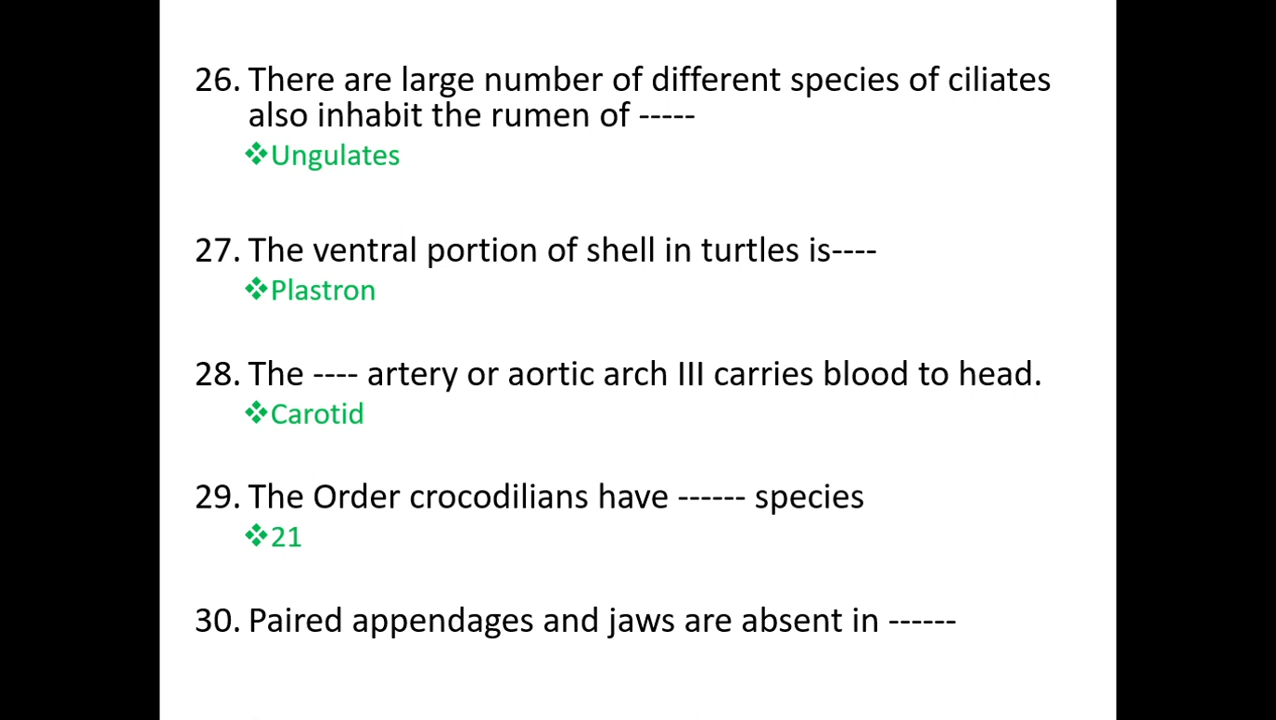 26. There are large number of different species of ciliates
also inhabit the rumen of -----
❖Ungulates
27. The ventral portion of shell in turtles is----
❖Plastron
28. The ---- artery or aortic arch III carries blood to head.
❖Carotid
29. The Order crocodilians have ------ species
❖21
30. Paired appendages and jaws are absent in ------